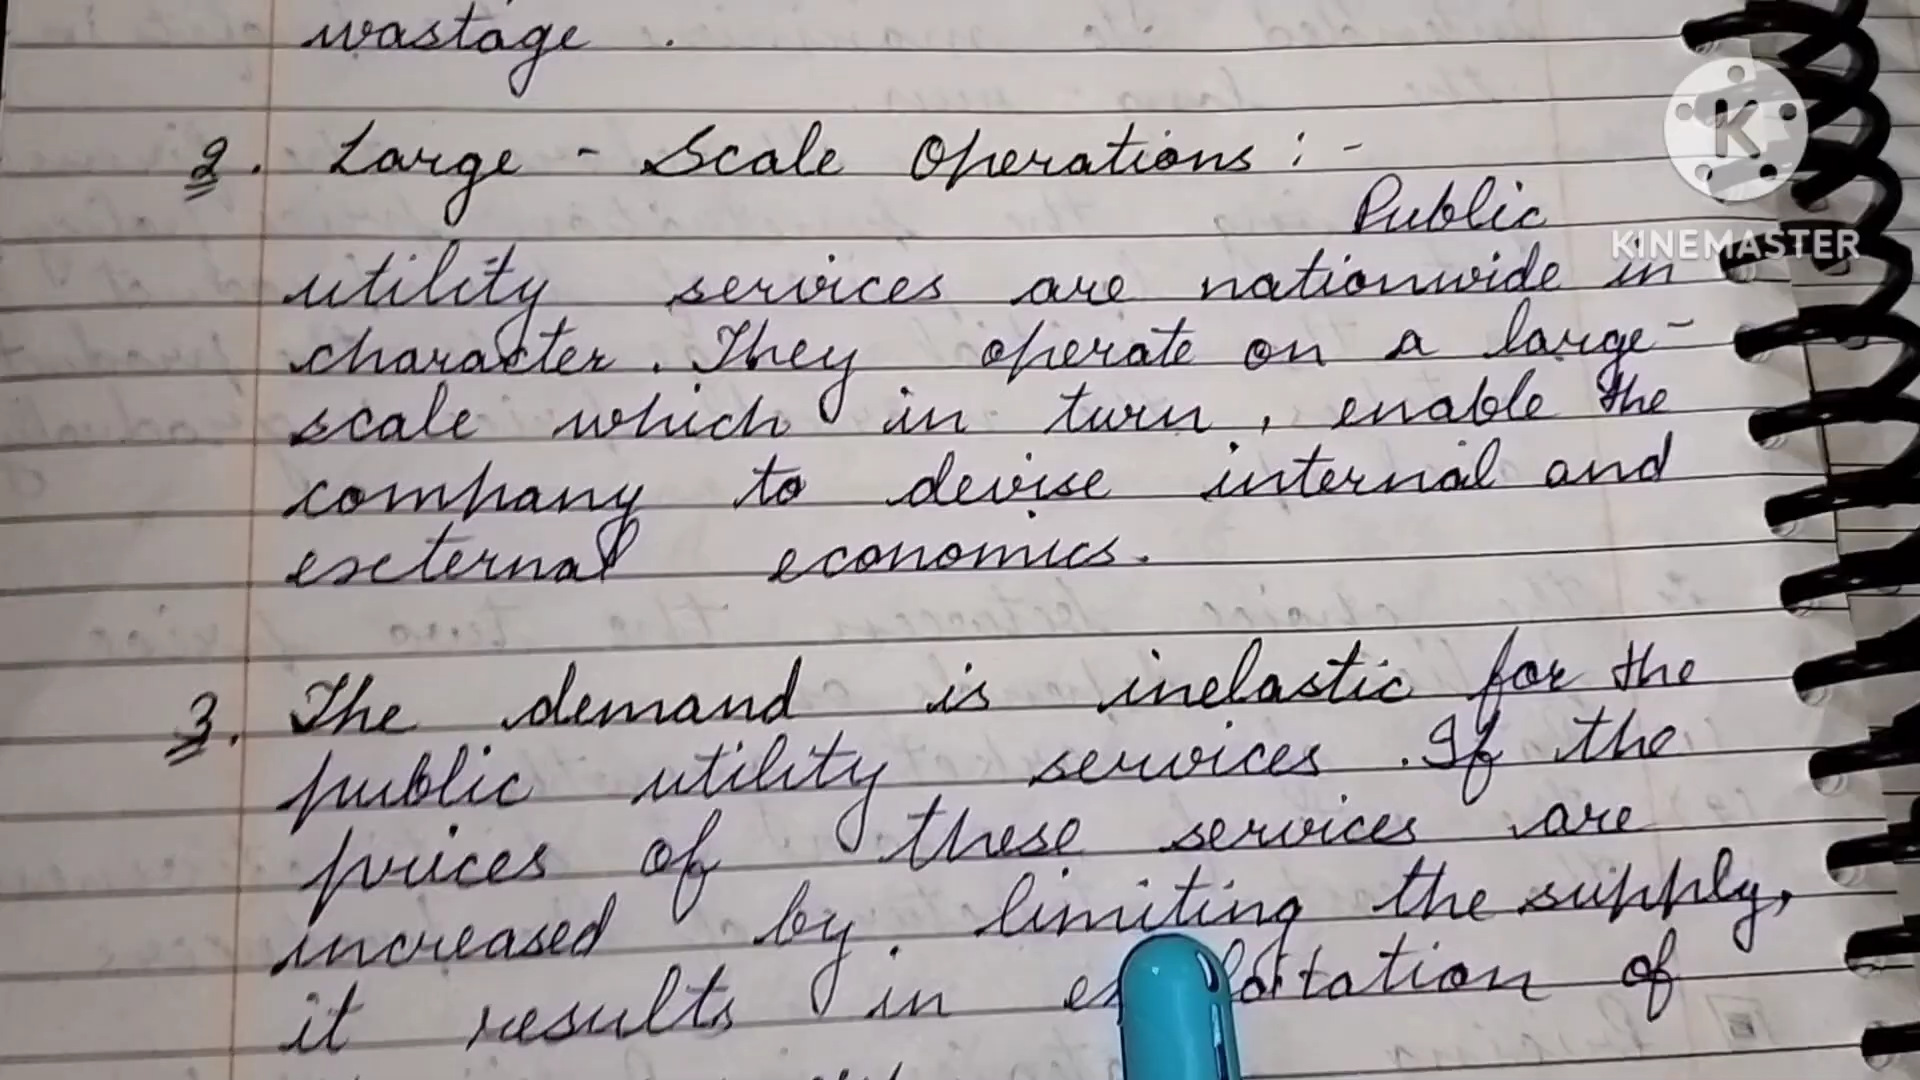 wastage .
2. Large - Scale Operations : -
Public
utility services are nationwide in
character. They operate on a large-
scale which in turn, enable the
company to devise internal and
external economics.
3. The demand is inelastic for the
public utility services. If the
prices of these services are
increased by limiting the supply,
it results in of
K
KINEMASTER